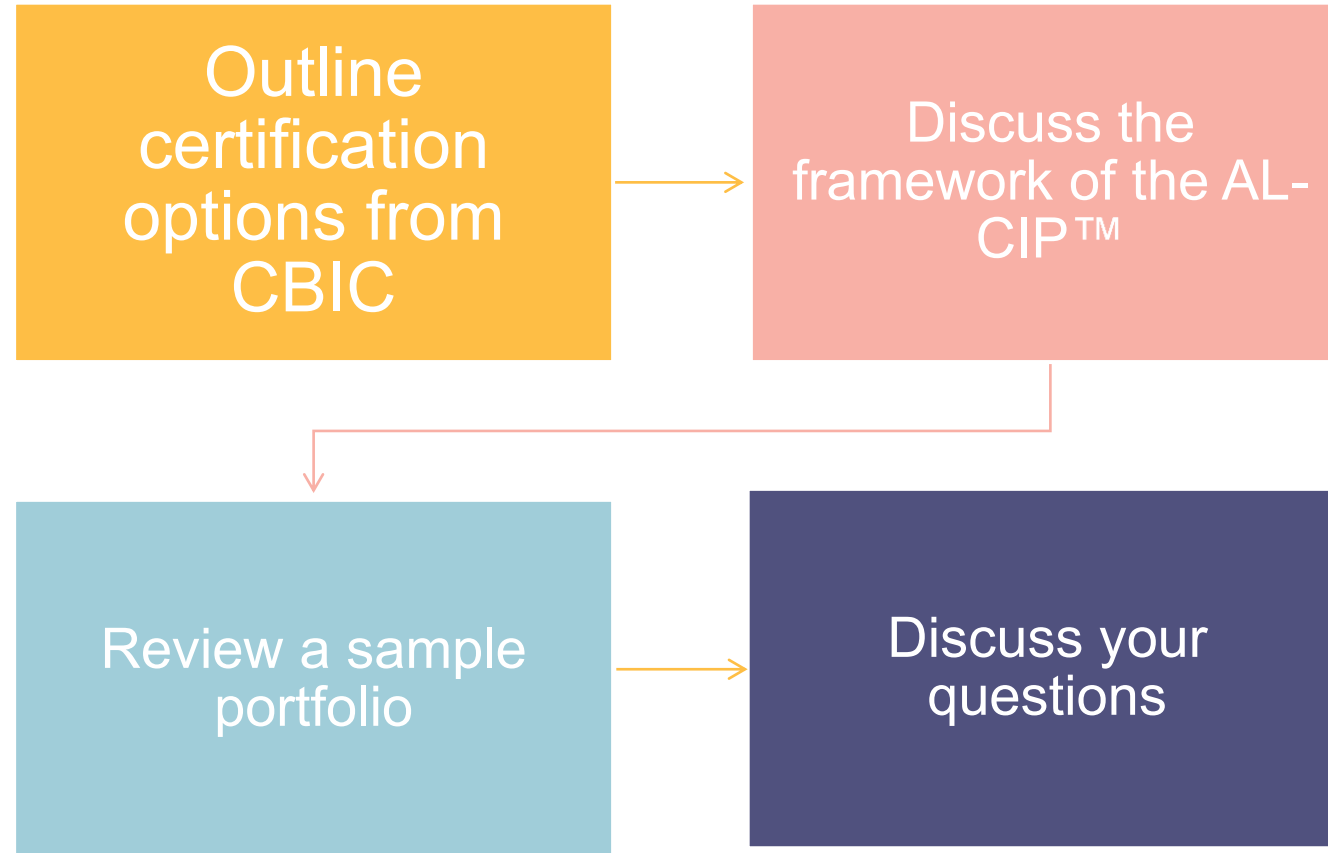 Outline
certification
options from
CBIC
Discuss the
framework of the AL-
CIP™
Review a sample
portfolio
Discuss your
questions